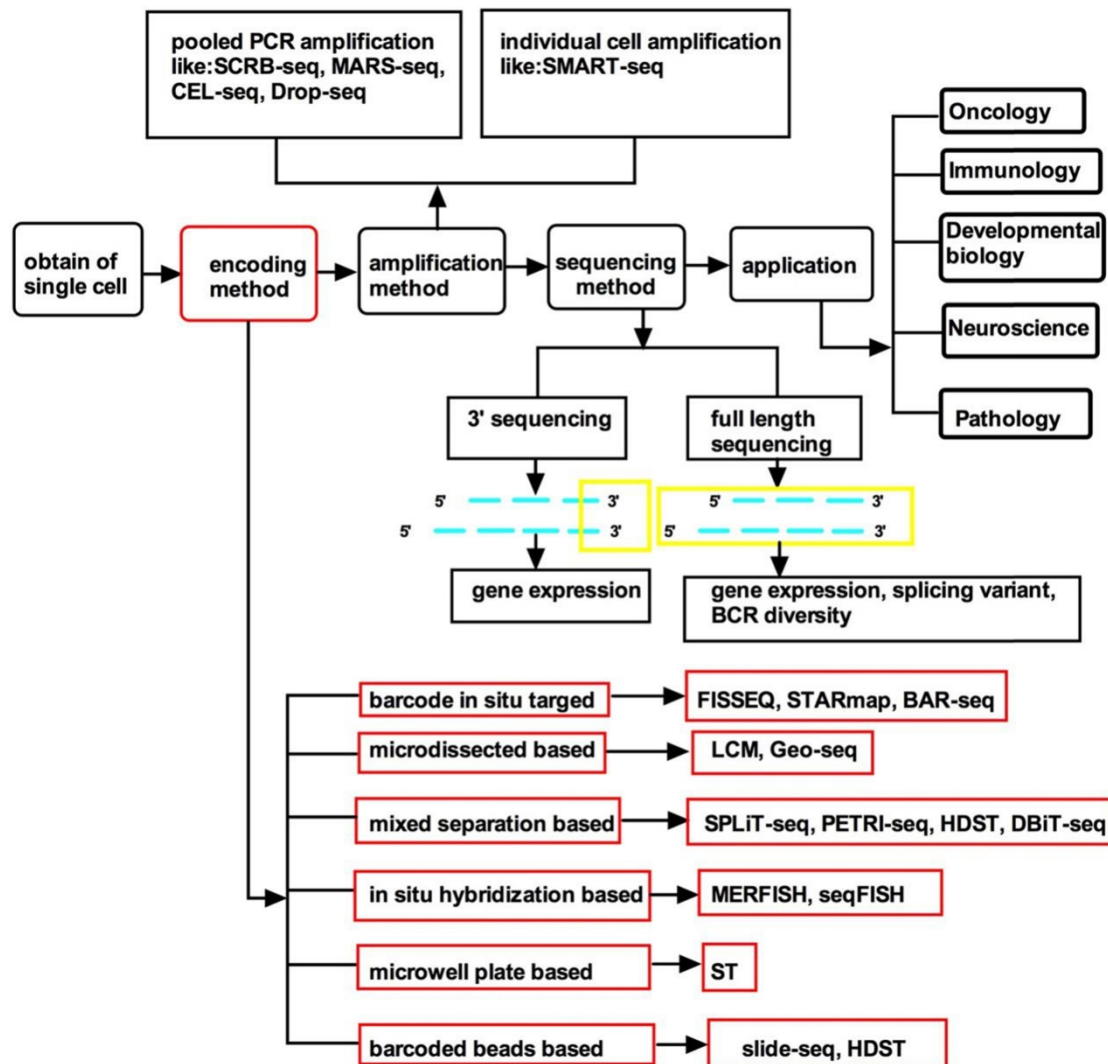 pooled PCR amplification
like:SCRB-seq, MARS-seq,
CEL-seq, Drop-seq
individual cell amplification
like:SMART-seq
Oncology
Immunology
Developmental
biology
Neuroscience
Pathology
obtain of
single cell
encoding
method
amplification
method
sequencing
method
application
3' sequencing
full length
sequencing
5' 3'
5' 3'
5' 3'
5' 3'
gene expression
gene expression, splicing variant,
BCR diversity
barcode in situ targed
FISSEQ, STARmap, BAR-seq
microdissected based
LCM, Geo-seq
mixed separation based
SPLiT-seq, PETRI-seq, HDST, DBiT-seq
in situ hybridization based
MERFISH, seqFISH
microwell plate based
ST
barcoded beads based
slide-seq, HDST